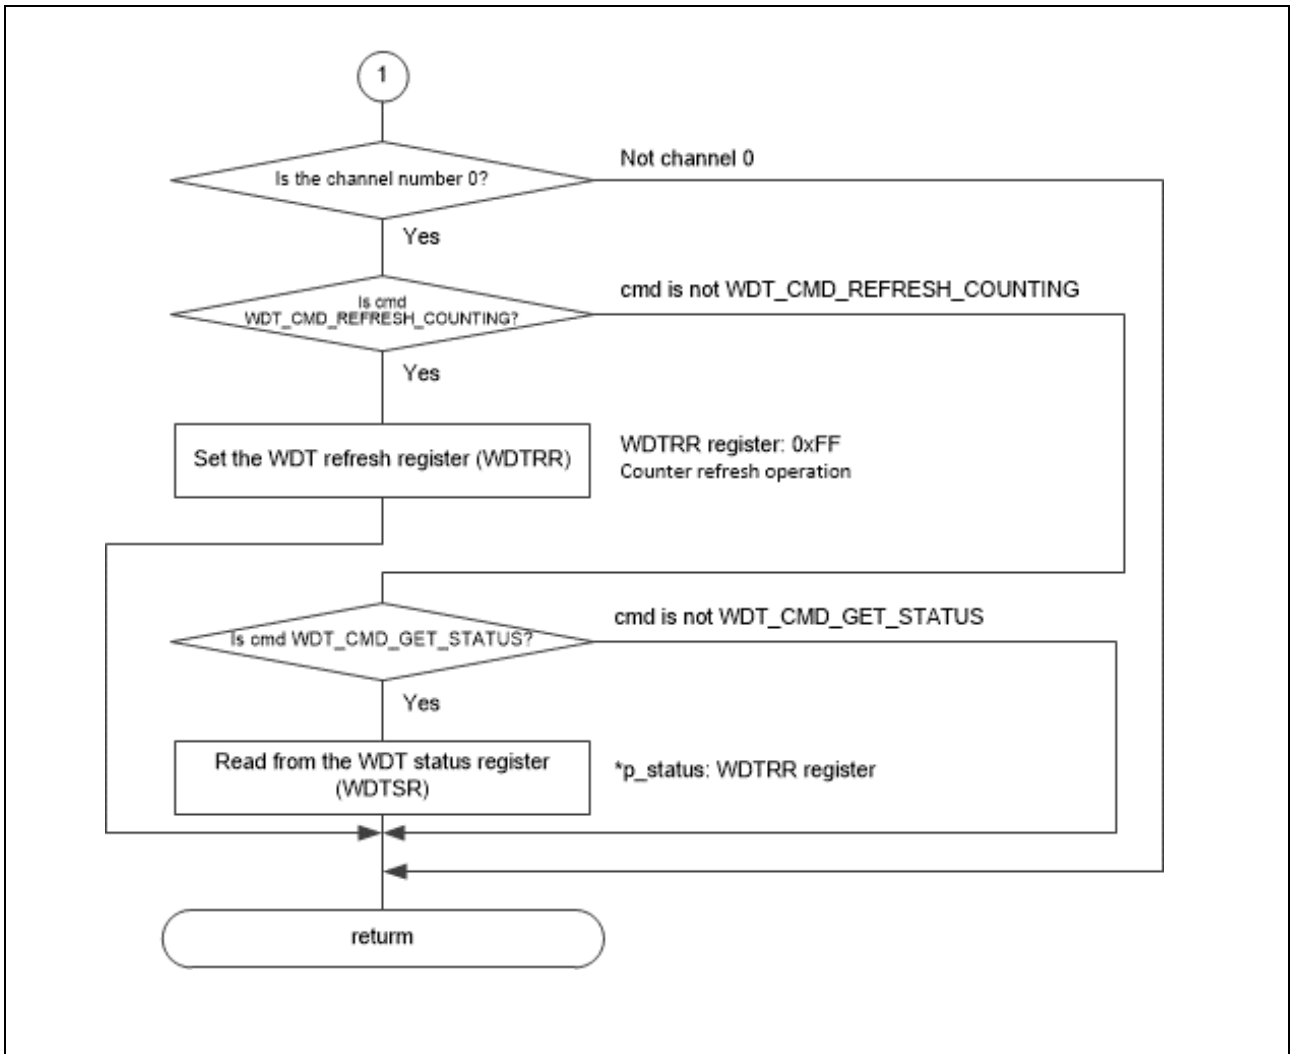 1
Is the channel number 0?
Not channel 0
Yes
Is cmd
WDT_CMD_REFRESH_COUNTING?
cmd is not WDT_CMD_REFRESH_COUNTING
Yes
Set the WDT refresh register (WDTRR)
WDTRR register: 0xFF
Counter refresh operation
Is cmd WDT_CMD_GET_STATUS?
cmd is not WDT_CMD_GET_STATUS
Yes
Read from the WDT status register
(WDTSR)
*p_status: WDTRR register
returm